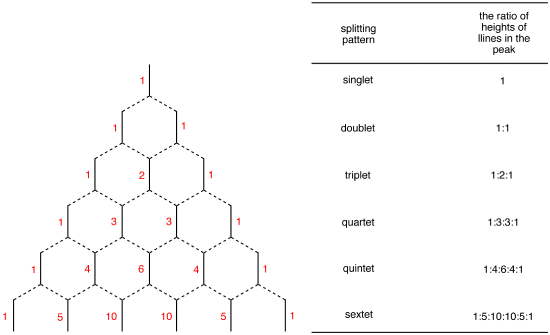 splitting
pattern
the ratio of
heights of
llines in the
peak
1
singlet 1
1 1
doublet 1:1
1 2 1
triplet 1:2:1
1 3 3 1
quartet 1:3:3:1
1 4 6 4 1
quintet 1:4:6:4:1
1 5 10 10 5 1
sextet 1:5:10:10:5:1